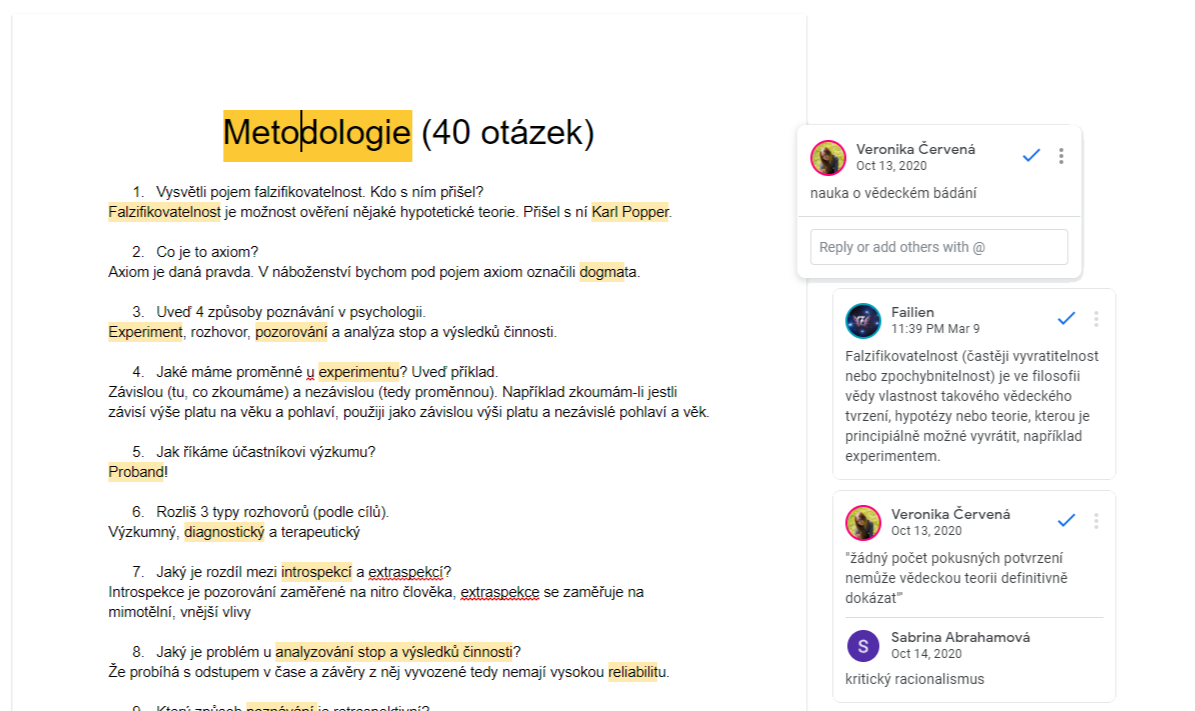 Metodologie (40 otázek)
1. Vysvětli pojem falzifikovatelnost. Kdo s ním přišel?
Falzifikovatelnost je možnost ověření nějaké hypotetické teorie. Přišel s ní Karl Popper.
2. Co je to axiom?
Axiom je daná pravda. V náboženství bychom pod pojem axiom označili dogmata.
3. Uveď 4 způsoby poznávání v psychologii.
Experiment, rozhovor, pozorování a analýza stop a výsledků činnosti.
4. Jaké máme proměnné u experimentu? Uveď příklad.
Závislou (tu, co zkoumáme) a nezávislou (tedy proměnnou). Například zkoumám-li jestli
závisí výše platu na věku a pohlaví, použiji jako závislou výši platu a nezávislé pohlaví a věk.
5. Jak říkáme účastníkovi výzkumu?
Proband!
6. Rozliš 3 typy rozhovorů (podle cílů).
Výzkumný, diagnostický a terapeutický
7. Jaký je rozdíl mezi introspekcí a extraspekcí?
Introspekce je pozorování zaměřené na nitro člověka, extraspekce se zaměřuje na
mimotělní, vnější vlivy
8. Jaký je problém u analyzování stop a výsledků činnosti?
Že probíhá s odstupem v čase a závěry z něj vyvozené tedy nemají vysokou reliabilitu.
9. Který způsob poznávání je retrospektivní?
Veronika Červená
Oct 13, 2020
nauka o vědeckém bádání
Reply or add others with @
Failien
11:39 PM Mar 9
Falzifikovatelnost (častěji vyvratitelnost
nebo zpochybnitelnost) je ve filosofii
vědy vlastnost takového vědeckého
tvrzení, hypotézy nebo teorie, kterou je
principiálně možné vyvrátit, například
experimentem.
Veronika Červená
Oct 13, 2020
"žádný počet pokusných potvrzení
nemůže vědeckou teorii definitivně
dokázat"
S
Sabrina Abrahamová
Oct 14, 2020
kritický racionalismus